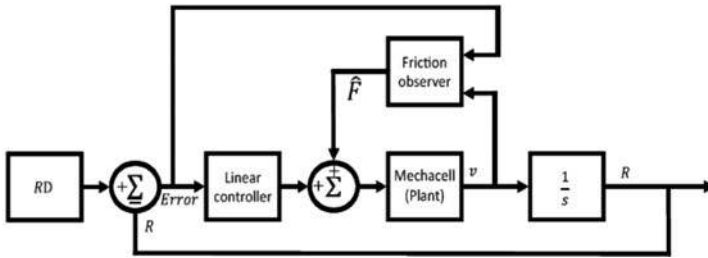 Friction
observer
F̂
RD
+Σ
−
Error
R
Linear
controller
+
+Σ
Mechacell
(Plant)
v
1
s
R